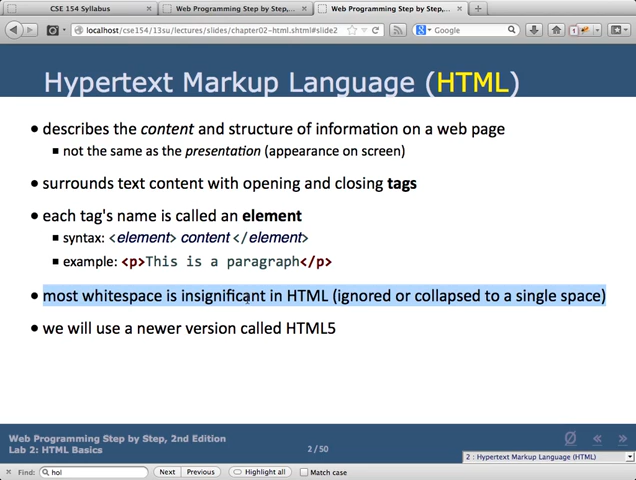 CSE 154 Syllabus
Web Programming Step by Step, ...
Web Programming Step by Step, ...
localhost/cse154/13su/lectures/slides/chapter02-html.shtml#slide2
Google
Hypertext Markup Language (HTML)
• describes the content and structure of information on a web page
▪ not the same as the presentation (appearance on screen)
• surrounds text content with opening and closing tags
• each tag's name is called an element
▪ syntax: <element> content </element>
▪ example: <p>This is a paragraph</p>
• most whitespace is insignificant in HTML (ignored or collapsed to a single space)
• we will use a newer version called HTML5
Web Programming Step by Step, 2nd Edition
Lab 2: HTML Basics
2 / 50
Ø « »
2 : Hypertext Markup Language (HTML)
Find: hol Next Previous Highlight all Match case